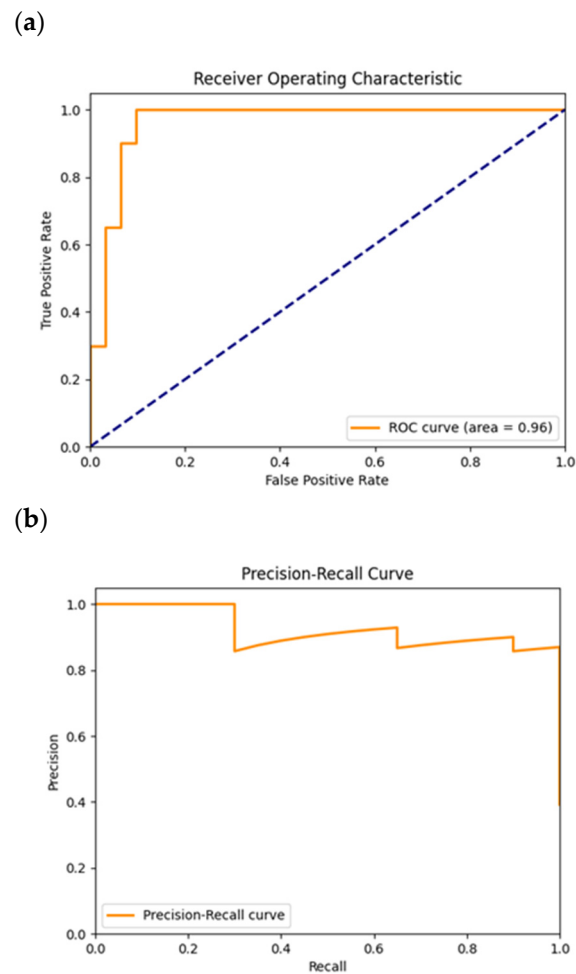 (a)
Receiver Operating Characteristic
1.0
0.8
0.6
0.4
0.2
0.0
True Positive Rate
ROC curve (area = 0.96)
0.0 0.2 0.4 0.6 0.8 1.0
False Positive Rate
(b)
Precision-Recall Curve
1.0
0.8
0.6
0.4
0.2
0.0
Precision
Precision-Recall curve
0.0 0.2 0.4 0.6 0.8 1.0
Recall